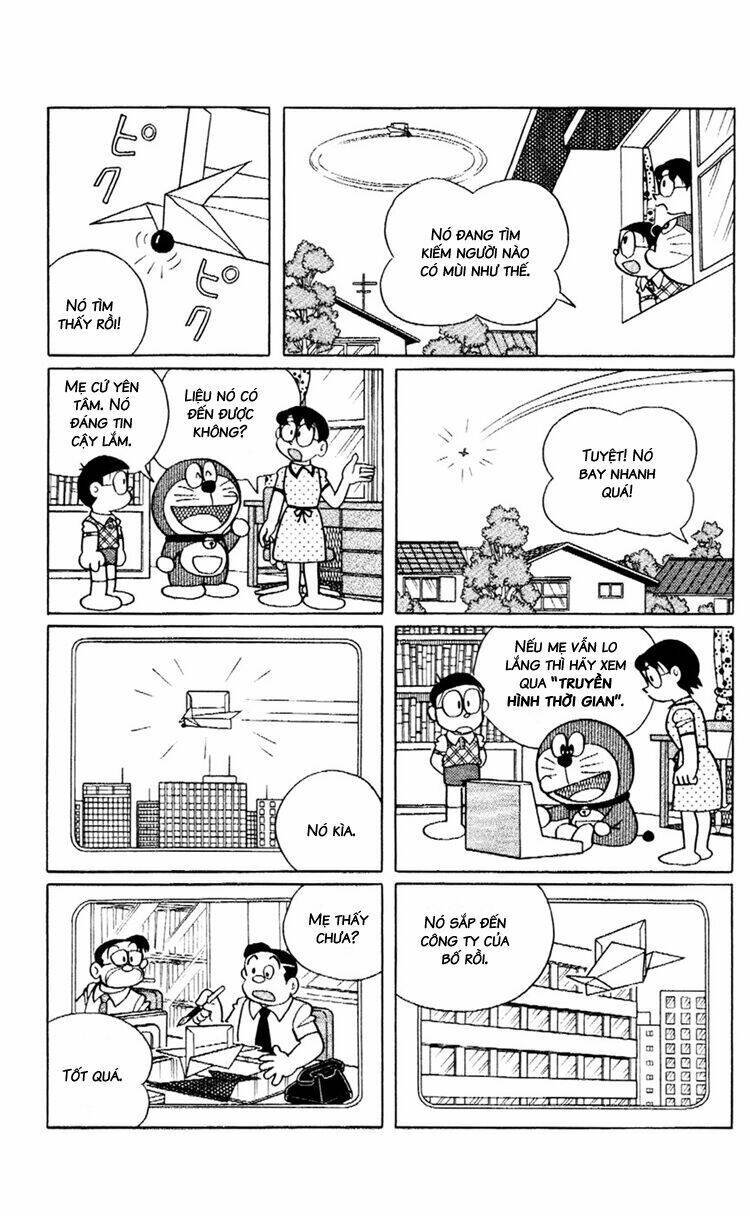 NÓ ĐANG TÌM
KIẾM NGƯỜI NÀO
CÓ MÙI NHƯ THẾ.
ピク
ピク
NÓ TÌM
THẤY RỒI!
TUYỆT! NÓ
BAY NHANH
QUÁ!
LIỆU NÓ CÓ
ĐẾN ĐƯỢC
KHÔNG?
MẸ CỨ YÊN
TÂM. NÓ
ĐÁNG TIN
CẬY LẮM.
NẾU MẸ VẪN LO
LẮNG THÌ HÃY XEM
QUA “TRUYỀN
HÌNH THỜI GIAN”.
NÓ KÌA.
NÓ SẮP ĐẾN
CÔNG TY CỦA
BỐ RỒI.
MẸ THẤY
CHƯA?
TỐT QUÁ.